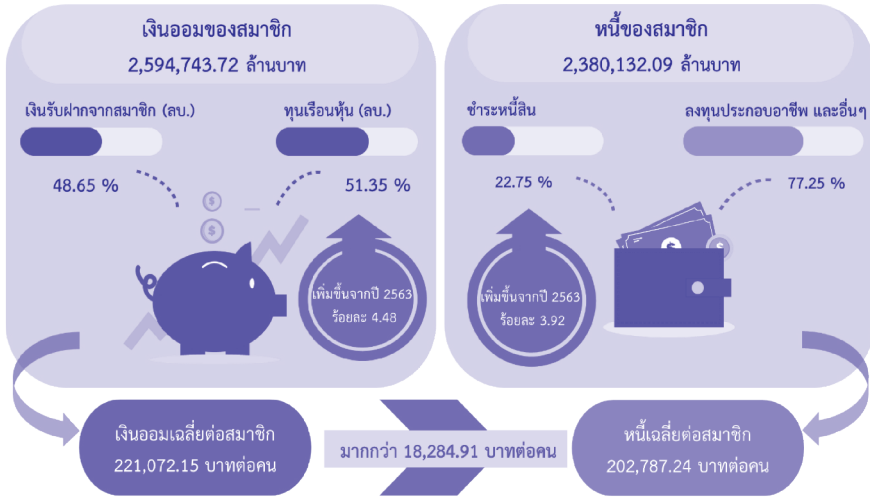 เงินออมของสมาชิก
2,594,743.72 ล้านบาท
เงินรับฝากจากสมาชิก (ลบ.)
ทุนเรือนหุ้น (ลบ.)
48.65 %
51.35 %
$
$
เพิ่มขึ้นจากปี 2563
ร้อยละ 4.48
เงินออมเฉลี่ยต่อสมาชิก
221,072.15 บาทต่อคน
มากกว่า 18,284.91 บาทต่อคน
หนี้ของสมาชิก
2,380,132.09 ล้านบาท
ชำระหนี้สิน
ลงทุนประกอบอาชีพ และอื่นๆ
22.75 %
77.25 %
$
$
เพิ่มขึ้นจากปี 2563
ร้อยละ 3.92
หนี้เฉลี่ยต่อสมาชิก
202,787.24 บาทต่อคน